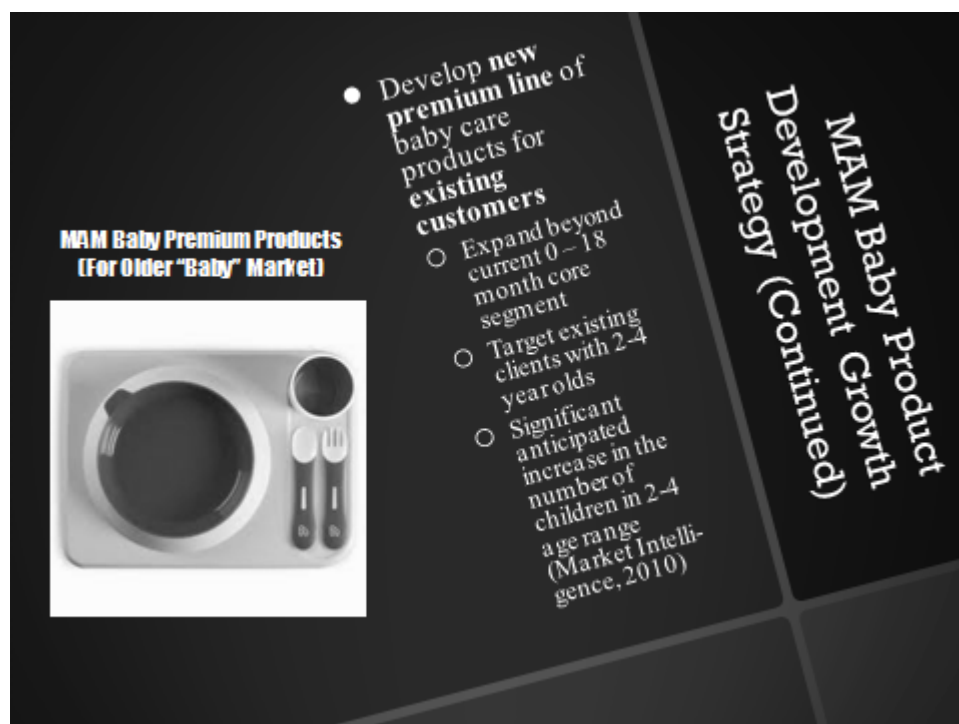 MAM Baby Product
Development Growth
Strategy (Continued)
Develop new
premium line of
baby care
products for
existing
customers
Expand beyond
current 0 – 18
month core
segment
Target existing
clients with 2-4
year olds
Significant
anticipated
increase in the
number of
children in 2-4
age range
(Market Intelli-
gence, 2010)
MAM Baby Premium Products
(For Older “Baby” Market)